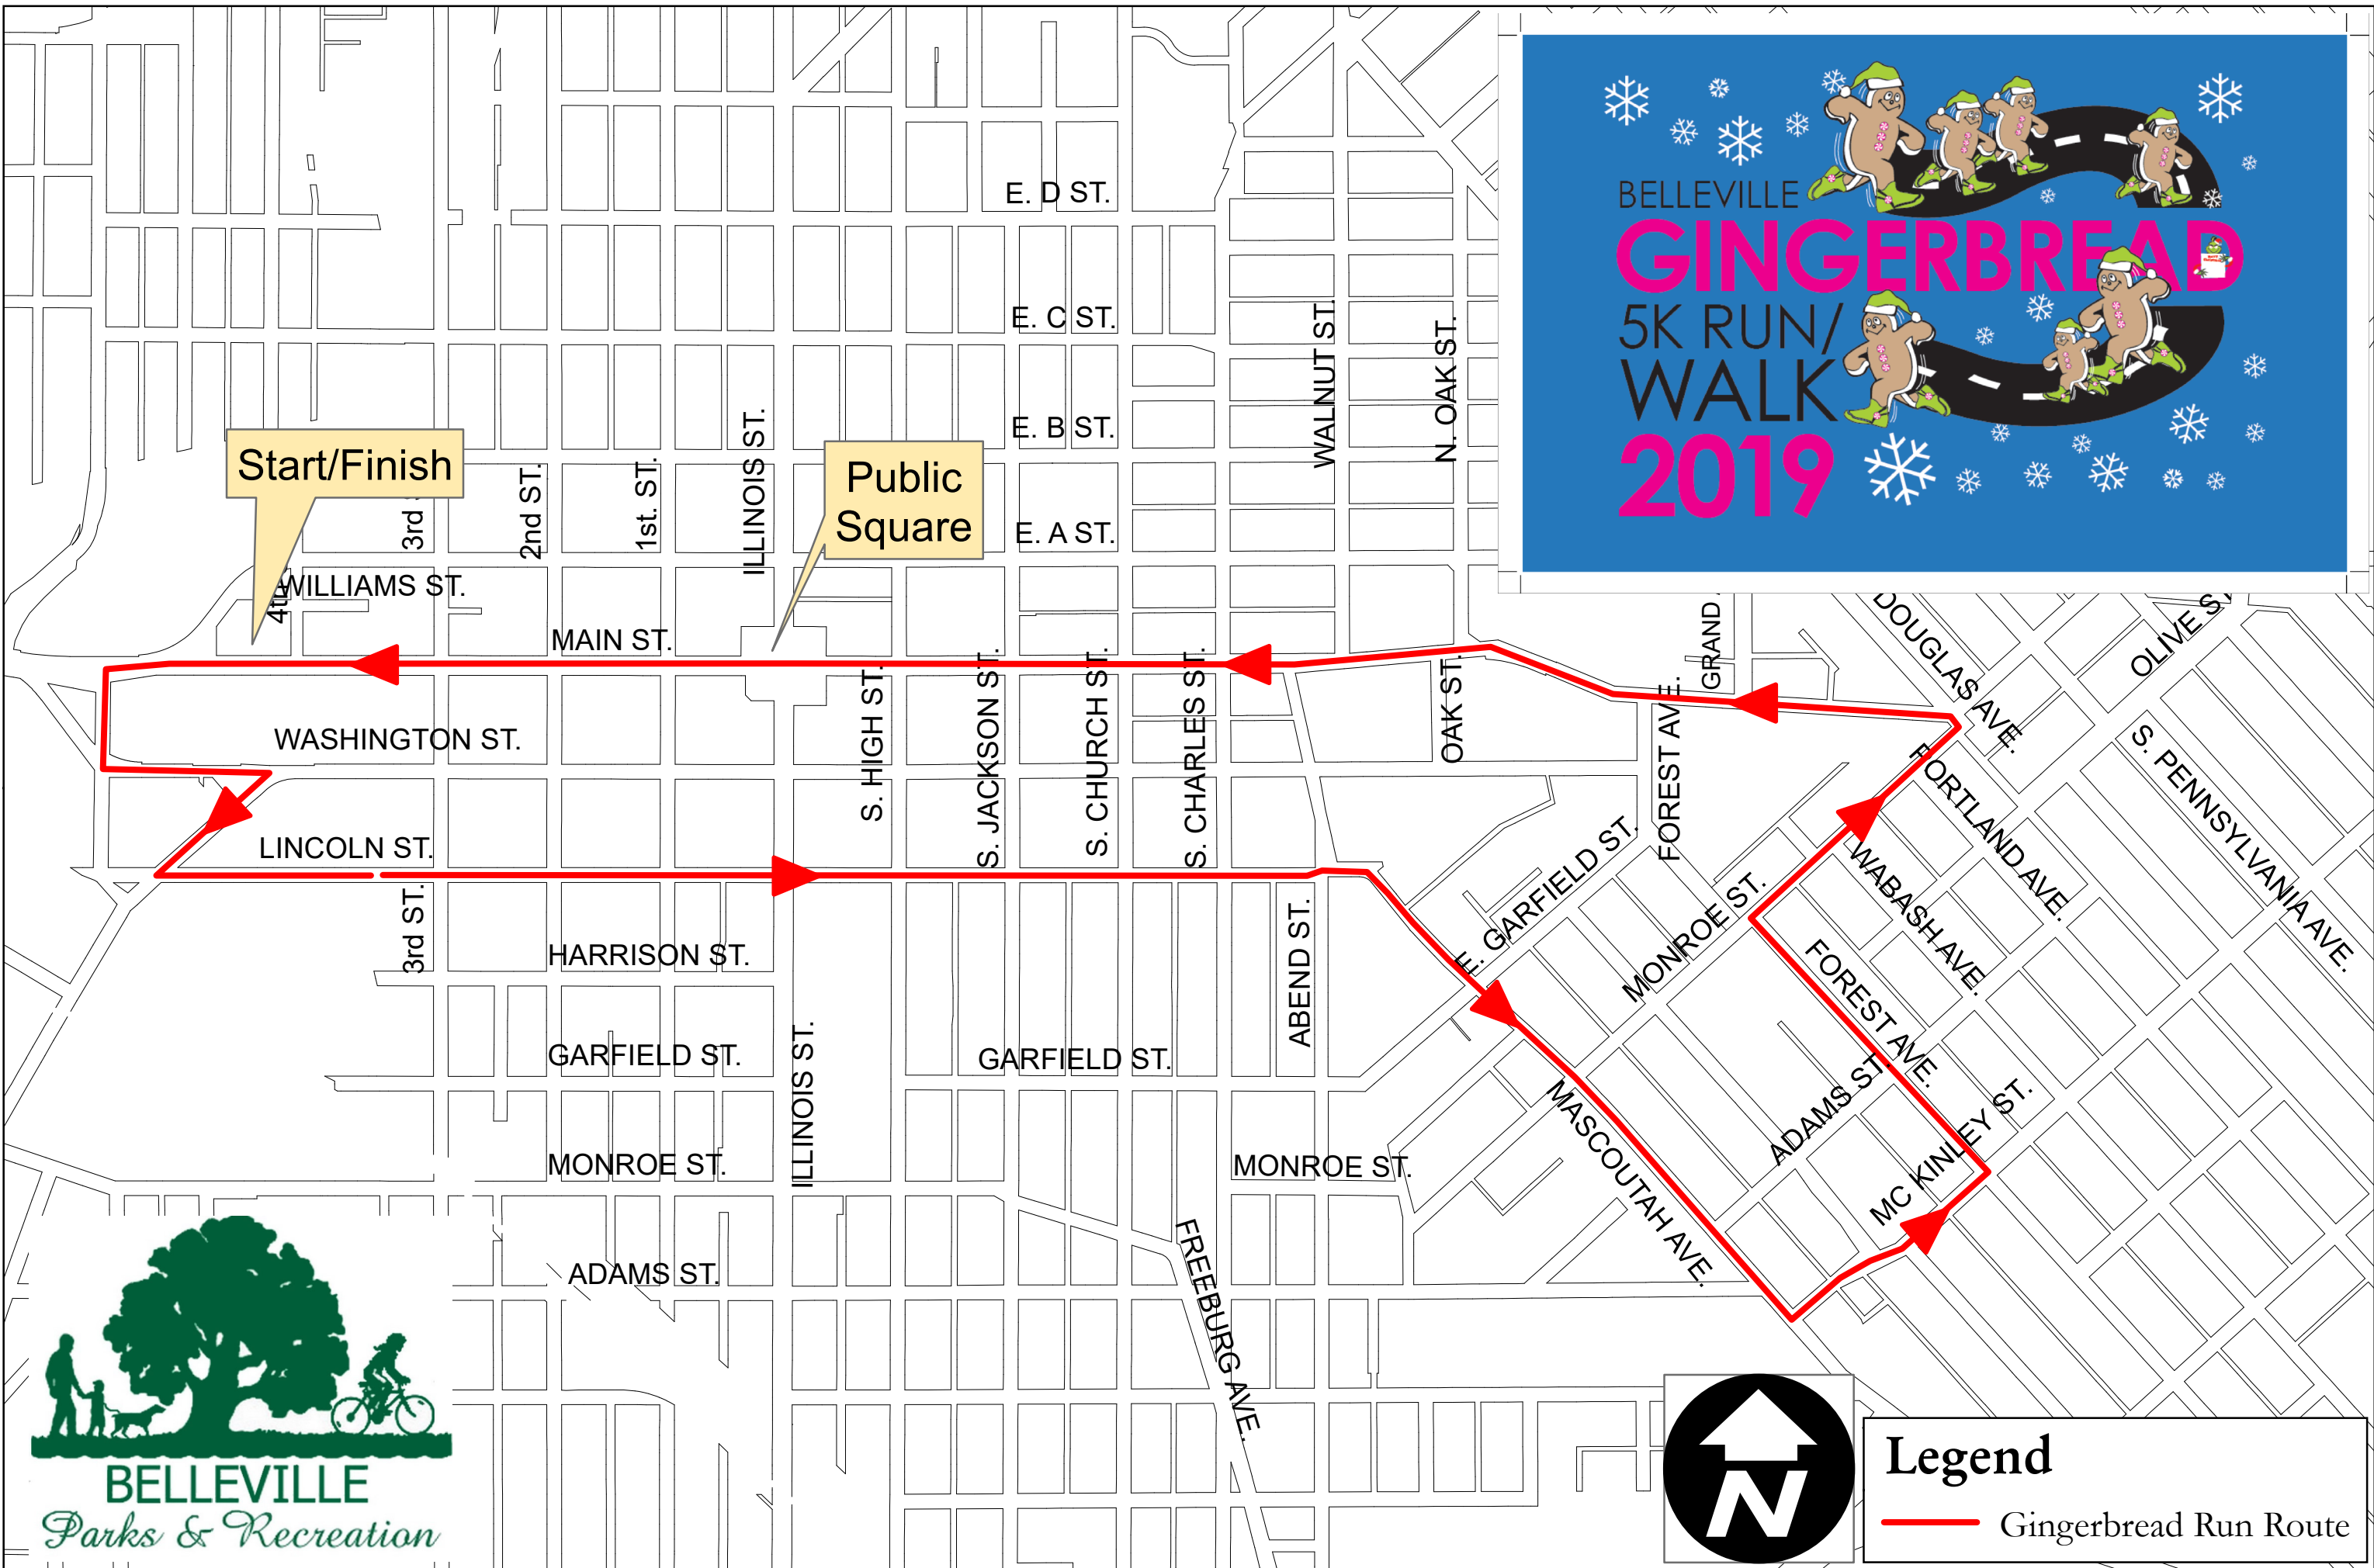 BELLEVILLE
GINGERBREAD
5K RUN/
WALK
2019
E. D ST.
E. C ST.
E. B ST.
E. A ST.
WALNUT ST.
N. OAK ST.
Start/Finish
Public
Square
3rd
2nd ST.
1st. ST.
ILLINOIS ST.
WILLIAMS ST.
MAIN ST.
GRAND
DOUGLAS AVE.
OLIVE ST
WASHINGTON ST.
S. HIGH ST.
S. JACKSON ST.
S. CHURCH ST.
S. CHARLES ST.
OAK ST.
FOREST AVE.
PORTLAND AVE.
S. PENNSYLVANIA AVE.
LINCOLN ST.
E. GARFIELD ST.
WABASH AVE.
3rd ST.
HARRISON ST.
ABEND ST.
MONROE ST.
FOREST AVE.
GARFIELD ST.
GARFIELD ST.
ILLINOIS ST.
MASCOUTAH AVE.
ADAMS ST
MC KINLEY ST.
MONROE ST.
MONROE ST.
ADAMS ST.
FREEBURG AVE.
BELLEVILLE
Parks & Recreation
N
Legend
Gingerbread Run Route